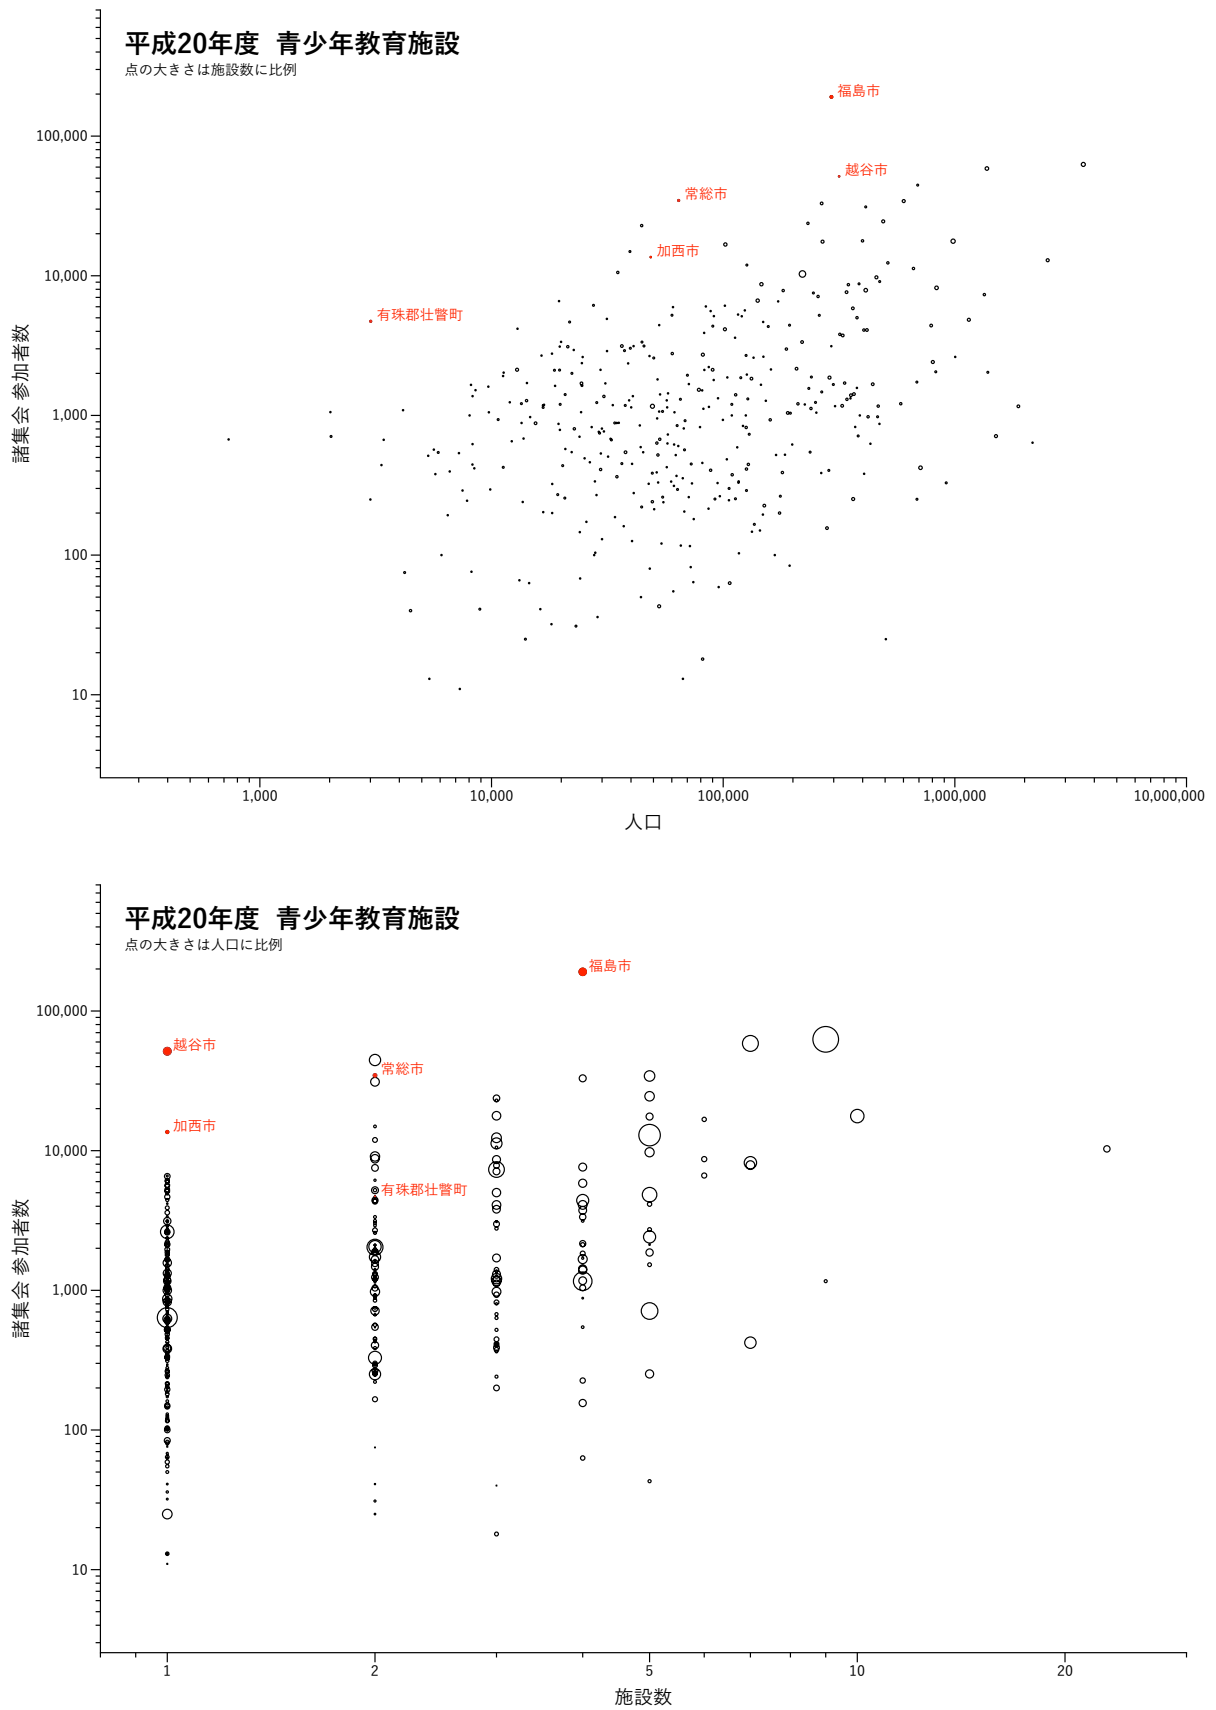 平成20年度 青少年教育施設
点の大きさは施設数に比例
福島市
100,000
越谷市
常総市
加西市
10,000
有珠郡壮瞥町
諸集会 参加者数
1,000
100
10
1,000
10,000
100,000
1,000,000
10,000,000
人口
平成20年度 青少年教育施設
点の大きさは人口に比例
福島市
100,000
越谷市
常総市
加西市
10,000
有珠郡壮瞥町
諸集会 参加者数
1,000
100
10
1
2
5
10
20
施設数